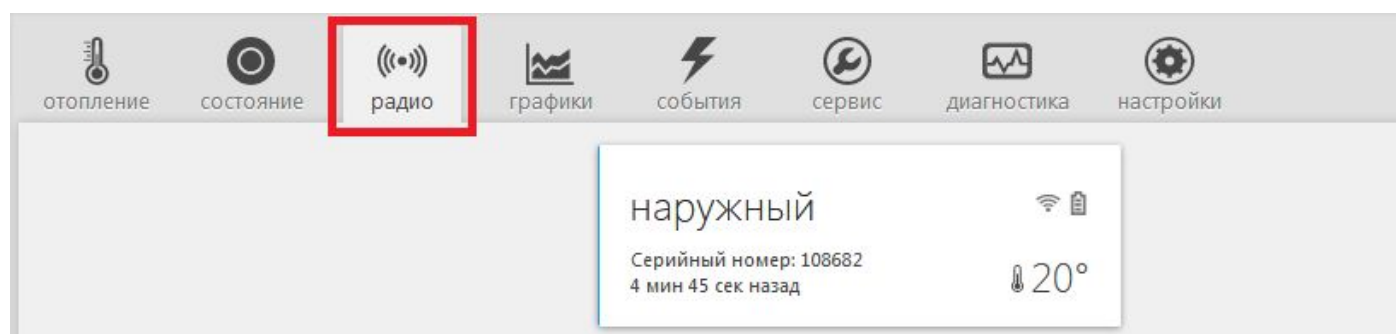 отопление состояние радио графики события сервис диагностика настройки
наружный
Серийный номер: 108682
4 мин 45 сек назад
20°